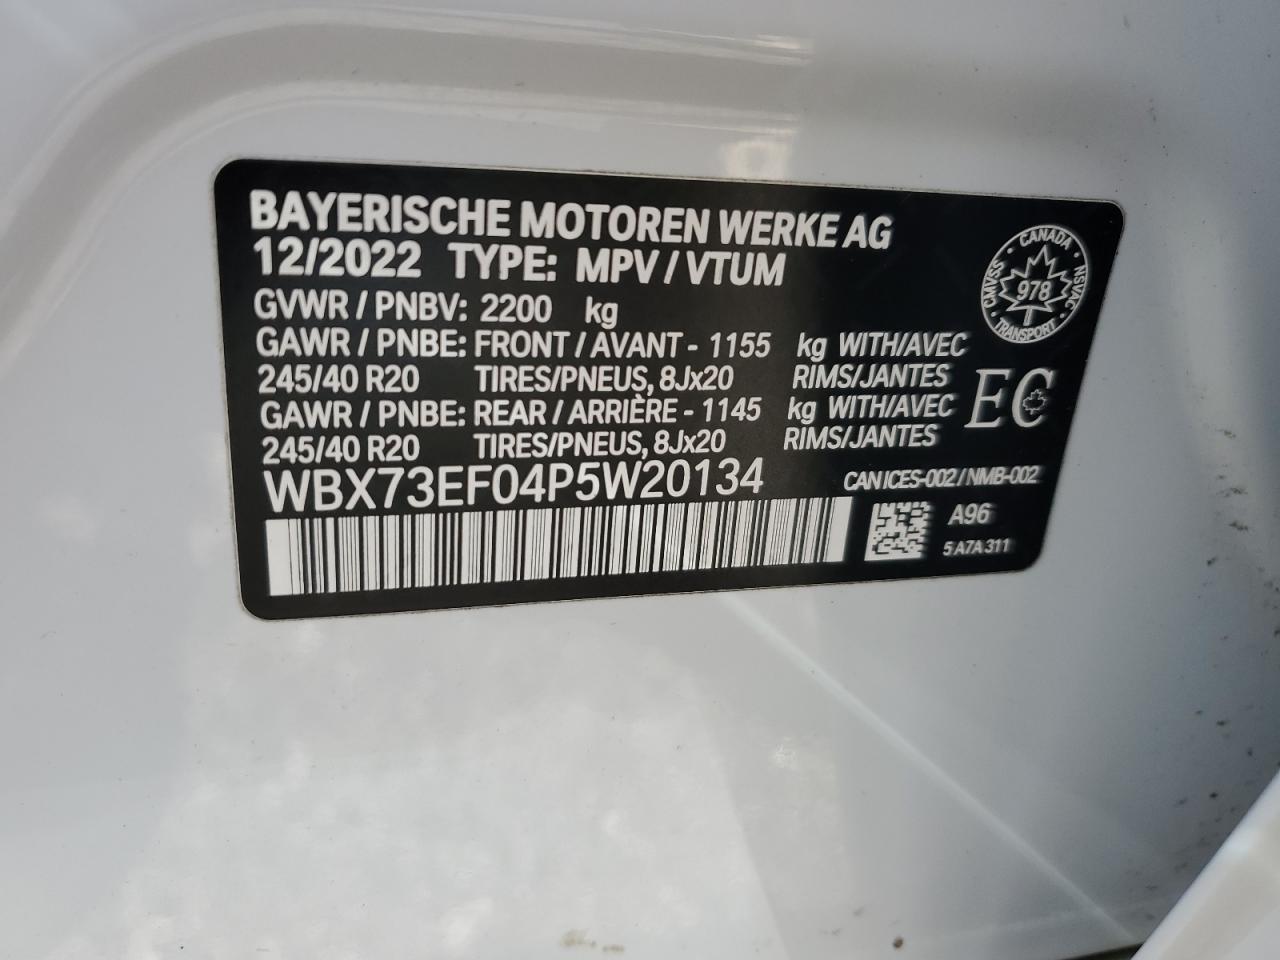 BAYERISCHE MOTOREN WERKE AG
12/2022 TYPE: MPV / VTUM
GVWR / PNBV: 2200 kg
GAWR / PNBE: FRONT / AVANT - 1155 kg WITH/AVEC
245/40 R20 TIRES/PNEUS, 8Jx20 RIMS/JANTES
GAWR / PNBE: REAR / ARRIÈRE - 1145 kg WITH/AVEC
245/40 R20 TIRES/PNEUS, 8Jx20 RIMS/JANTES
WBX73EF04P5W20134
CANADA
CMVSS 978 NSVAC
TRANSPORT
EC
CAN ICES-002 / NMB-002
A96
5 A7A 311